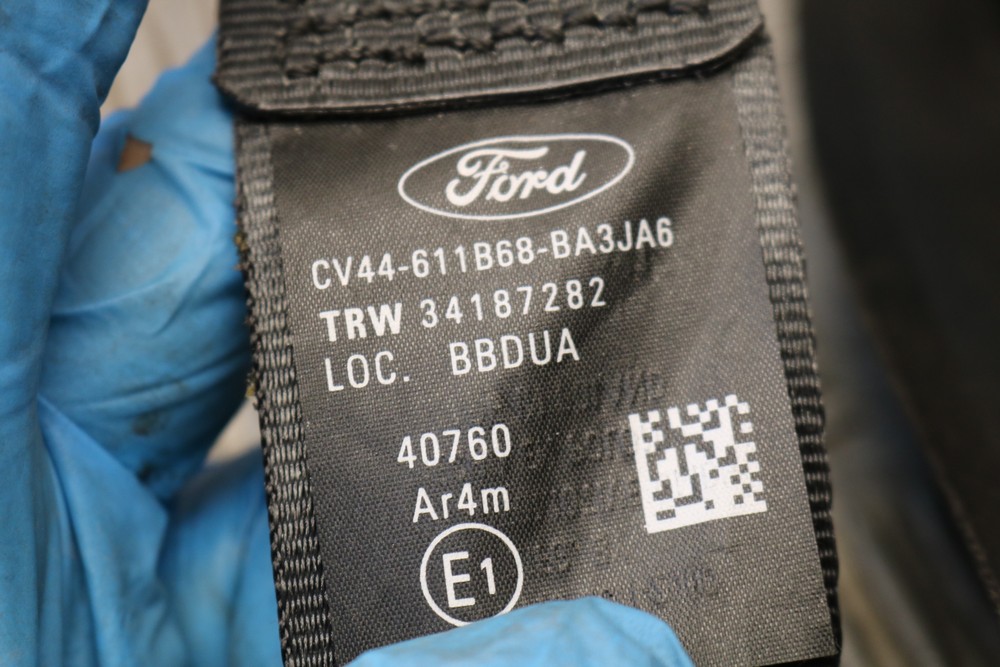 Ford
CV44-611B68-BA3JA6
TRW 34187282
LOC. BBDUA
40760
Ar4m
E1